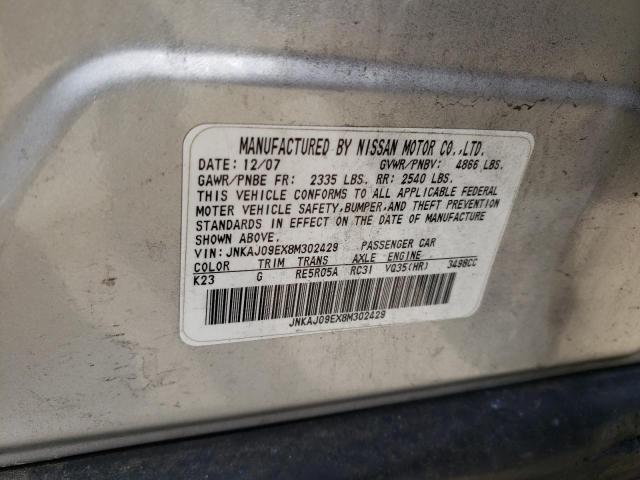 MANUFACTURED BY NISSAN MOTOR CO.,LTD.
DATE: 12/07 GVWR/PNBV: 4866 LBS.
GAWR/PNBE FR: 2335 LBS. RR: 2540 LBS.
THIS VEHICLE CONFORMS TO ALL APPLICABLE FEDERAL
MOTER VEHICLE SAFETY,BUMPER,AND THEFT PREVENTION
STANDARDS IN EFFECT ON THE DATE OF MANUFACTURE
SHOWN ABOVE.
VIN: JNKAJ09EX8M302429 PASSENGER CAR
COLOR TRIM TRANS AXLE ENGINE
K23 G RE5R05A RC31 VQ35(HR) 3498CC
JNKAJ09EX8M302429